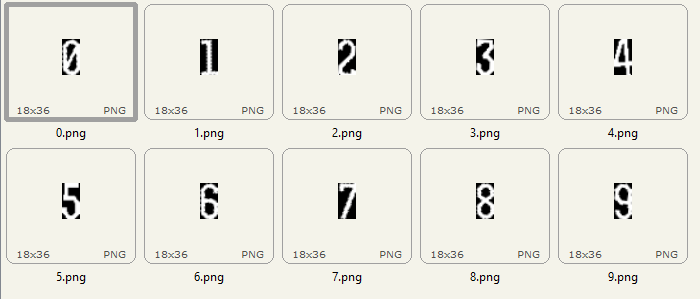 0 1 2 3 4
18x36 PNG 18x36 PNG 18x36 PNG 18x36 PNG 18x36 PNG
0.png 1.png 2.png 3.png 4.png
5 6 7 8 9
18x36 PNG 18x36 PNG 18x36 PNG 18x36 PNG 18x36 PNG
5.png 6.png 7.png 8.png 9.png